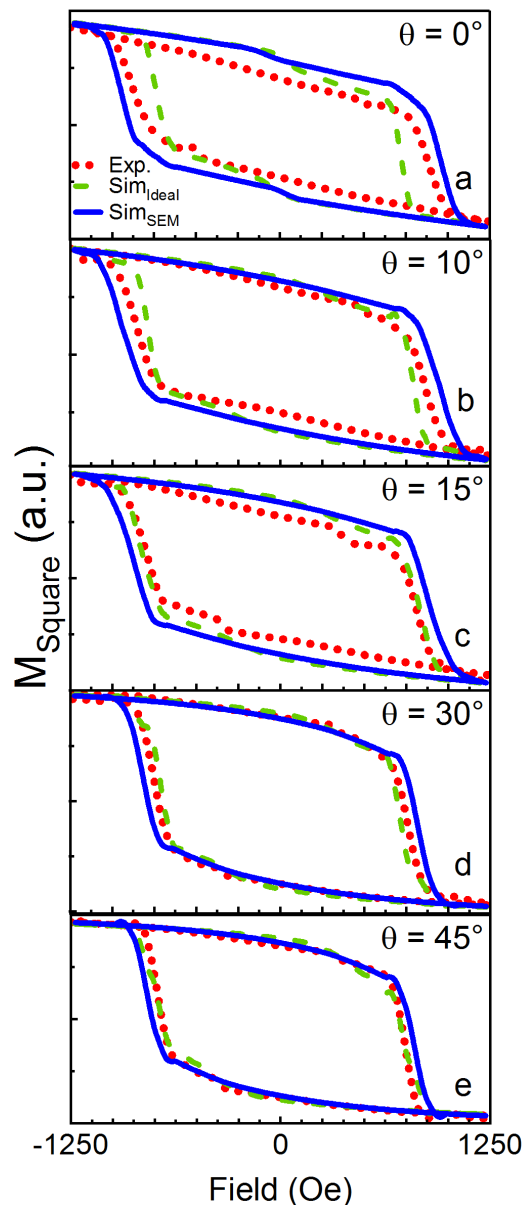 θ = 0°
Exp.
Sim_Ideal
Sim_SEM
a
θ = 10°
b
θ = 15°
c
θ = 30°
d
θ = 45°
e
M_Square (a.u.)
-1250 0 1250
Field (Oe)